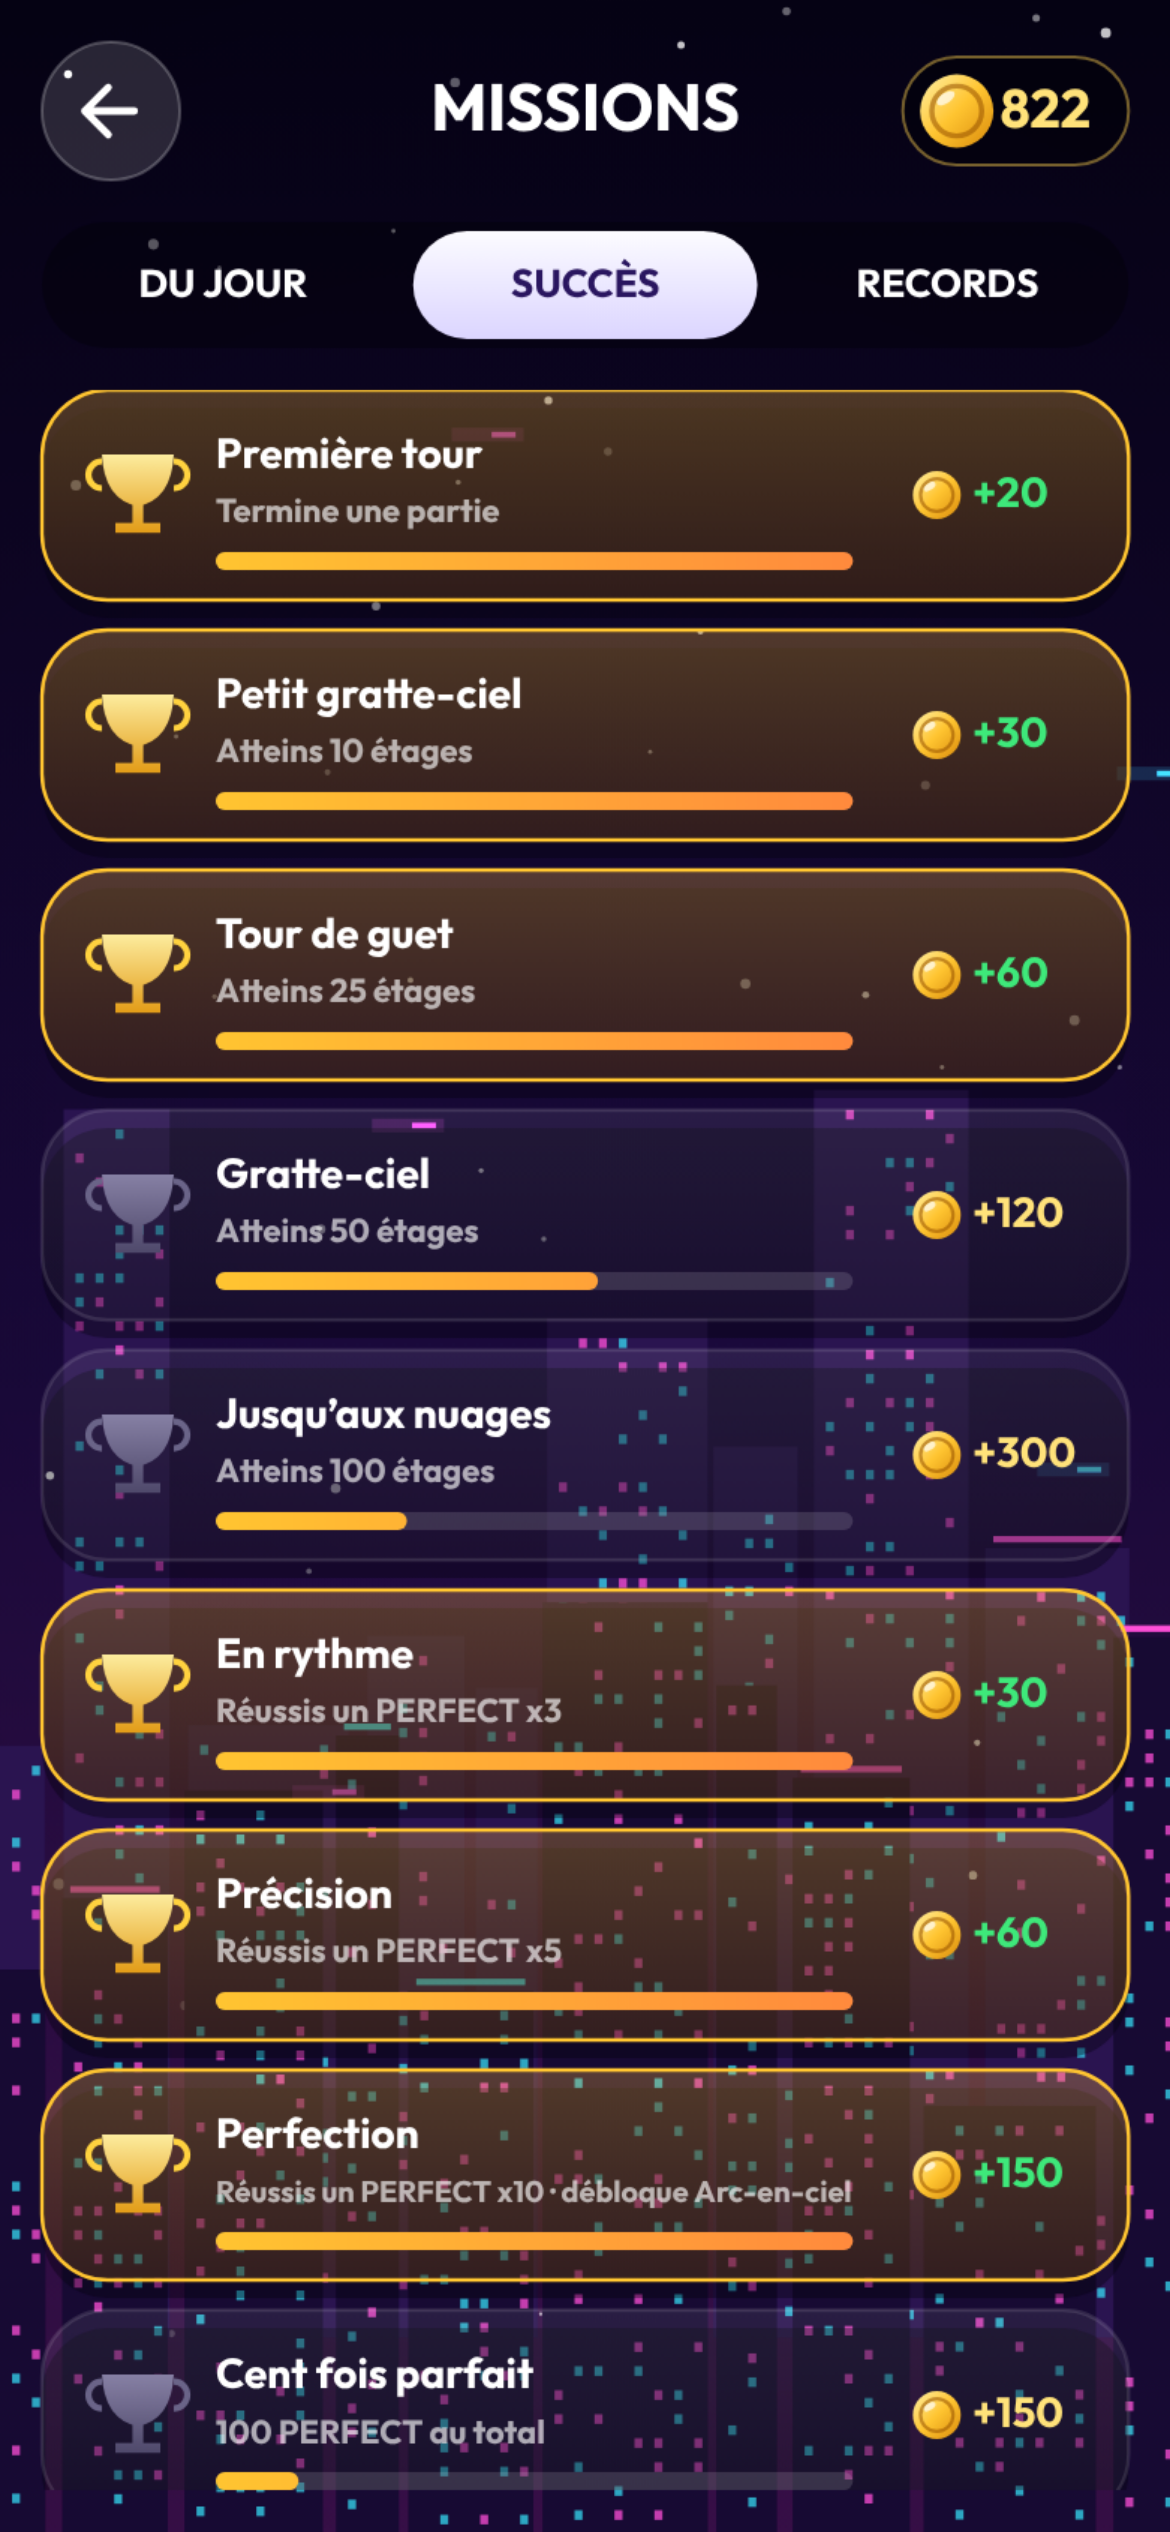 MISSIONS
822
DU JOUR
SUCCÈS
RECORDS
Première tour
Termine une partie
+20
Petit gratte-ciel
Atteins 10 étages
+30
Tour de guet
Atteins 25 étages
+60
Gratte-ciel
Atteins 50 étages
+120
Jusqu’aux nuages
Atteins 100 étages
+300
En rythme
Réussis un PERFECT x3
+30
Précision
Réussis un PERFECT x5
+60
Perfection
Réussis un PERFECT x10 · débloque Arc-en-ciel
+150
Cent fois parfait
100 PERFECT au total
+150